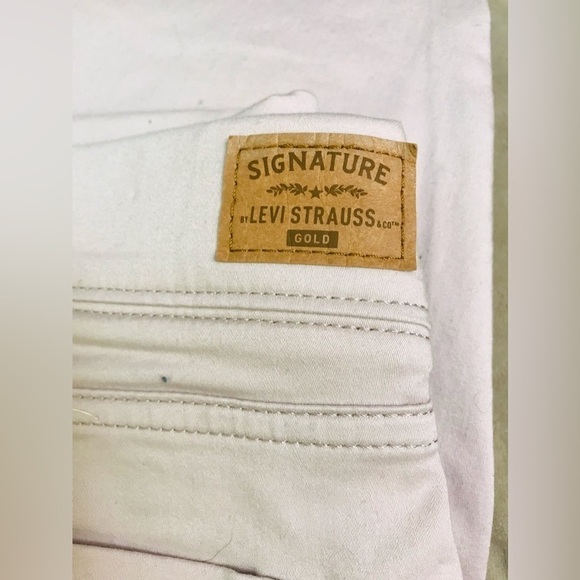 SIGNATURE
BY LEVI STRAUSS & CO™
GOLD